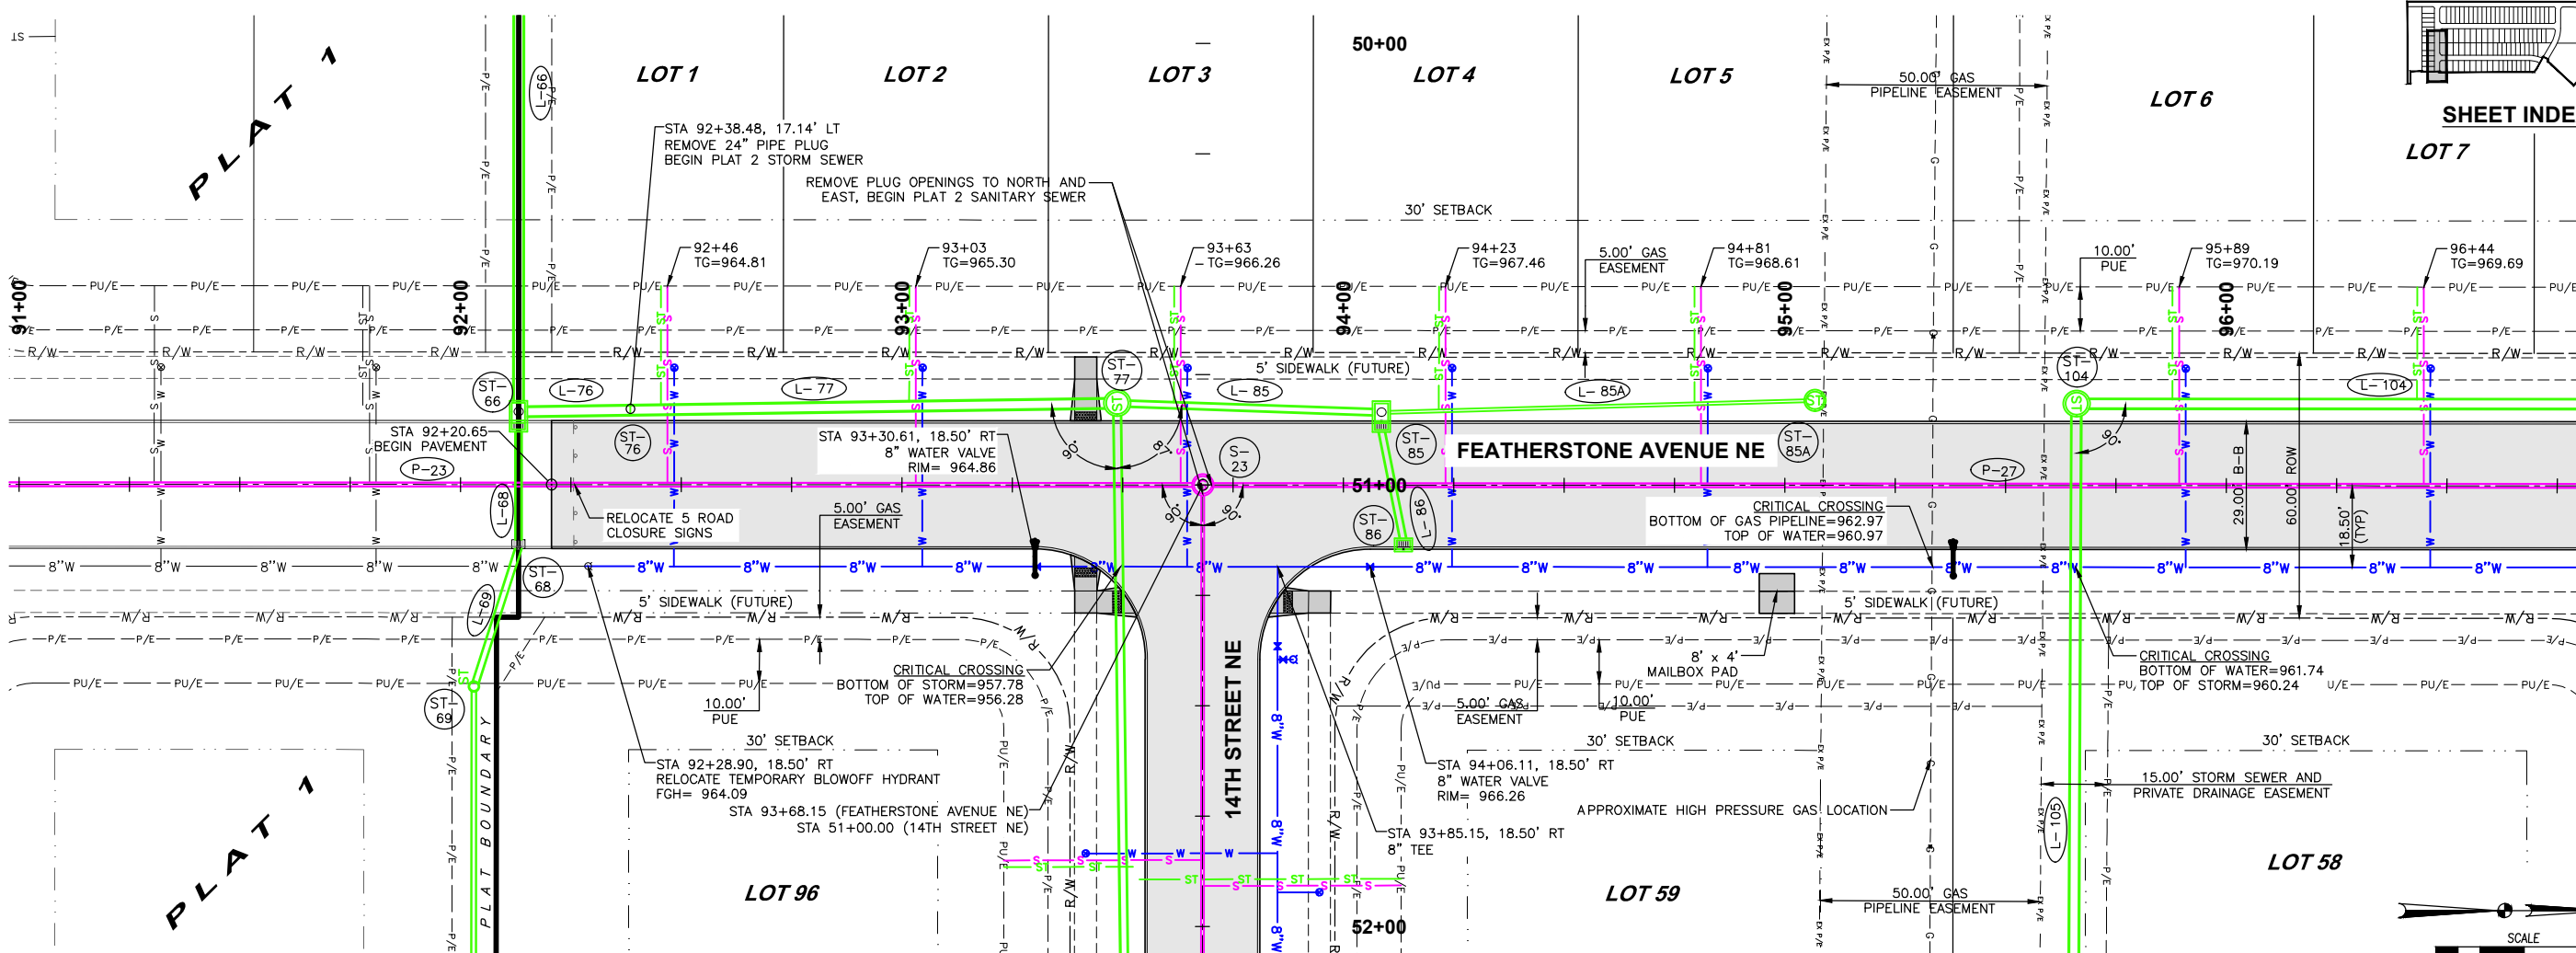 PLAT 1
LOT 1
LOT 2
LOT 3
50+00
LOT 4
LOT 5
50.00' GAS
PIPELINE EASEMENT
LOT 6
LOT 7
SHEET INDE
L-66
STA 92+38.48, 17.14' LT
REMOVE 24" PIPE PLUG
BEGIN PLAT 2 STORM SEWER
REMOVE PLUG OPENINGS TO NORTH AND
EAST, BEGIN PLAT 2 SANITARY SEWER
30' SETBACK
92+46
TG=964.81
93+03
TG=965.30
93+63
TG=966.26
94+23
TG=967.46
5.00' GAS
EASEMENT
94+81
TG=968.61
10.00'
PUE
95+89
TG=970.19
96+44
TG=969.69
91+00
92+00
93+00
94+00
95+00
96+00
PU/E
P/E
R/W
EX P/E
5' SIDEWALK (FUTURE)
ST-
66
L-76
L-77
ST-
77
L-85
L-85A
ST-
104
L-104
STA 92+20.65
BEGIN PAVEMENT
P-23
ST-
76
STA 93+30.61, 18.50' RT
8" WATER VALVE
RIM= 964.86
90°
87°
S-
23
ST-
85
FEATHERSTONE AVENUE NE
ST-
85A
P-27
90°
51+00
L-68
RELOCATE 5 ROAD
CLOSURE SIGNS
5.00' GAS
EASEMENT
90°
90°
ST-
86
L-86
CRITICAL CROSSING
BOTTOM OF GAS PIPELINE=962.97
TOP OF WATER=960.97
29.00' B-B
60.00' ROW
18.50'
(TYP)
8"W
ST-
68
L-69
5' SIDEWALK (FUTURE)
5' SIDEWALK (FUTURE)
8' x 4'
MAILBOX PAD
CRITICAL CROSSING
BOTTOM OF WATER=961.74
TOP OF STORM=960.24
CRITICAL CROSSING
BOTTOM OF STORM=957.78
TOP OF WATER=956.28
10.00'
PUE
5.00' GAS
EASEMENT
10.00'
PUE
ST-
69
PLAT BOUNDARY
14TH STREET NE
30' SETBACK
30' SETBACK
30' SETBACK
STA 92+28.90, 18.50' RT
RELOCATE TEMPORARY BLOWOFF HYDRANT
FGH= 964.09
STA 93+68.15 (FEATHERSTONE AVENUE NE)
STA 51+00.00 (14TH STREET NE)
STA 94+06.11, 18.50' RT
8" WATER VALVE
RIM= 966.26
STA 93+85.15, 18.50' RT
8" TEE
APPROXIMATE HIGH PRESSURE GAS LOCATION
15.00' STORM SEWER AND
PRIVATE DRAINAGE EASEMENT
L-105
PLAT 1
LOT 96
LOT 59
50.00' GAS
PIPELINE EASEMENT
LOT 58
52+00
SCALE